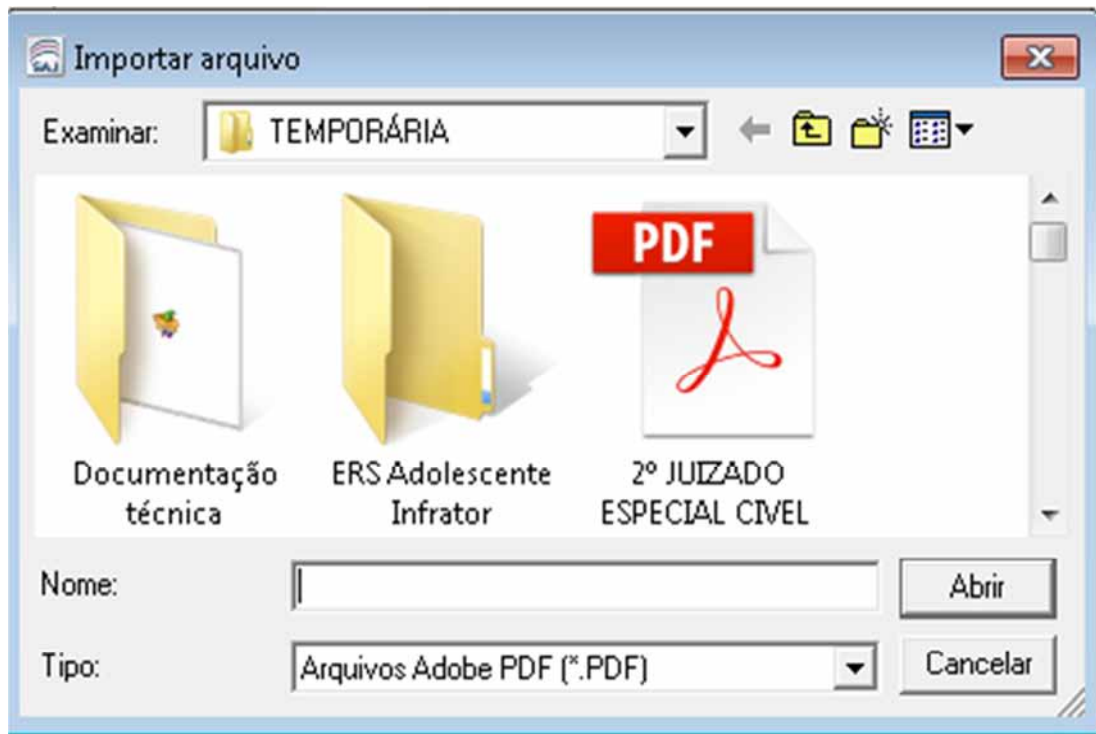 SAJ Importar arquivo
Examinar: TEMPORÁRIA
PDF
Documentação
técnica
ERS Adolescente
Infrator
2º JUIZADO
ESPECIAL CIVEL
Nome: Abrir
Tipo: Arquivos Adobe PDF (*.PDF) Cancelar